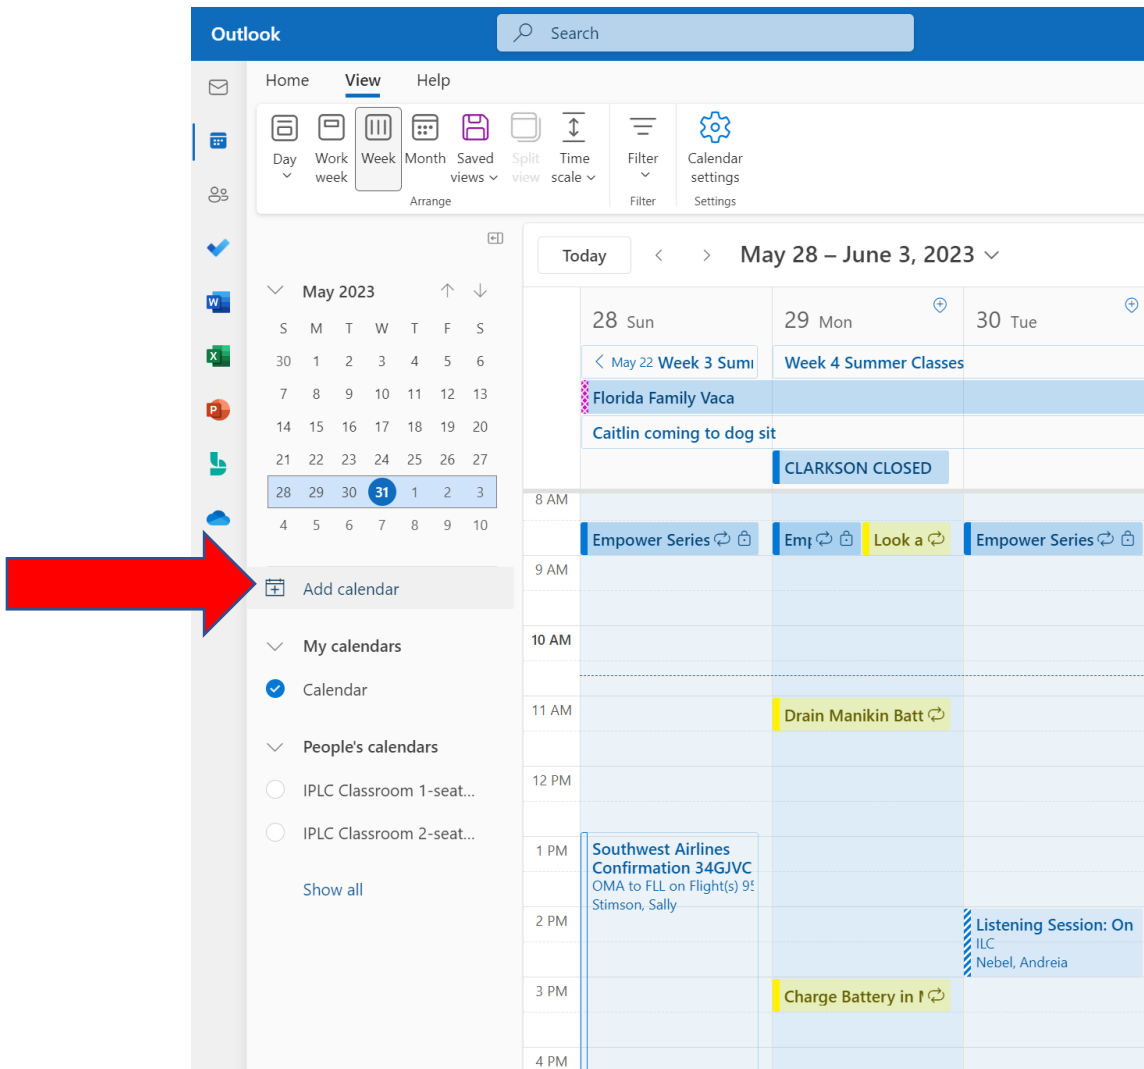 Outlook
Search
Home View Help
Day
Work week
Week
Month
Saved views
Split view
Time scale
Filter
Calendar settings
Arrange
Filter
Settings
Today
May 28 – June 3, 2023
May 2023
S M T W T F S
30 1 2 3 4 5 6
7 8 9 10 11 12 13
14 15 16 17 18 19 20
21 22 23 24 25 26 27
28 29 30 31 1 2 3
4 5 6 7 8 9 10
Add calendar
My calendars
Calendar
People's calendars
IPLC Classroom 1-seat...
IPLC Classroom 2-seat...
Show all
28 Sun
29 Mon
30 Tue
May 22 Week 3 Sumi
Week 4 Summer Classes
Florida Family Vaca
Caitlin coming to dog sit
CLARKSON CLOSED
8 AM
Empower Series
Emp
Look a
Empower Series
9 AM
10 AM
11 AM
Drain Manikin Batt
12 PM
1 PM
Southwest Airlines
Confirmation 34GJVC
OMA to FLL on Flight(s) 95
Stimson, Sally
2 PM
Listening Session: On
ILC
Nebel, Andreia
3 PM
Charge Battery in
4 PM